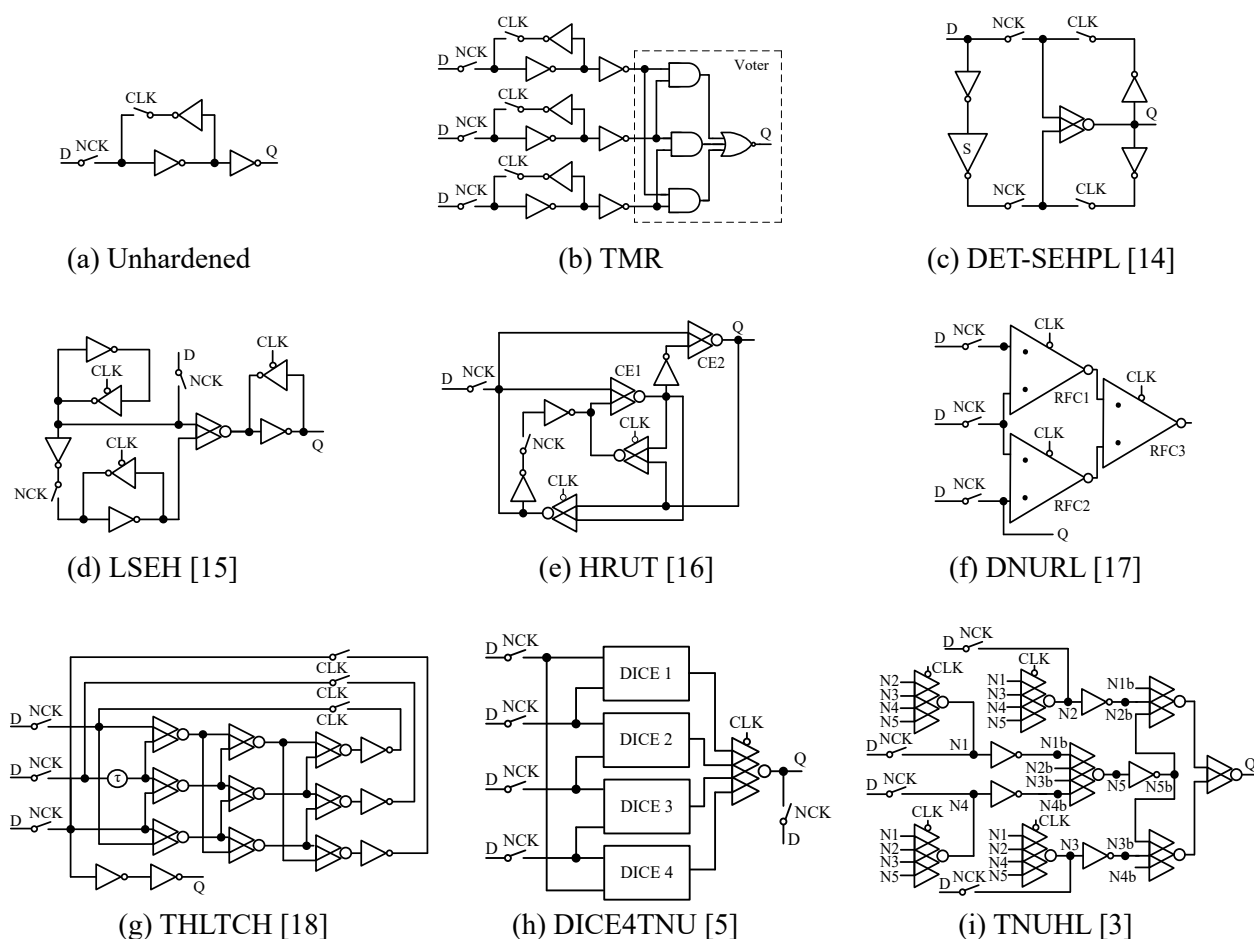 CLK
D NCK
Q
(a) Unhardened
CLK
D NCK
Voter
CLK
D NCK
Q
CLK
D NCK
(b) TMR
D NCK CLK
Q
S
NCK CLK
(c) DET-SEHPL [14]
D
CLK
CLK
NCK
CLK
NCK
Q
(d) LSEH [15]
Q
CE2
CE1
D NCK
CLK
NCK
CLK
(e) HRUT [16]
D NCK
CLK
CLK
RFC1
D NCK
CLK
RFC3
D NCK
RFC2
Q
(f) DNURL [17]
CLK
CLK
CLK
D NCK
D NCK
τ
D NCK
Q
(g) THLTCH [18]
D NCK
DICE 1
D NCK
DICE 2
CLK
Q
D NCK
DICE 3
NCK
D NCK
D
DICE 4
(h) DICE4TNU [5]
D NCK
CLK
CLK
N2
N3
N4
N5
N1
N3
N4
N5
N2
N2b
N1b
D NCK
N1
N1b
N2b
N3b
N4b
N5
N5b
Q
D NCK
N4
CLK
CLK
N1
N2
N3
N5
N1
N2
N4
N5
N3
N3b
N4b
D NCK
(i) TNUHL [3]